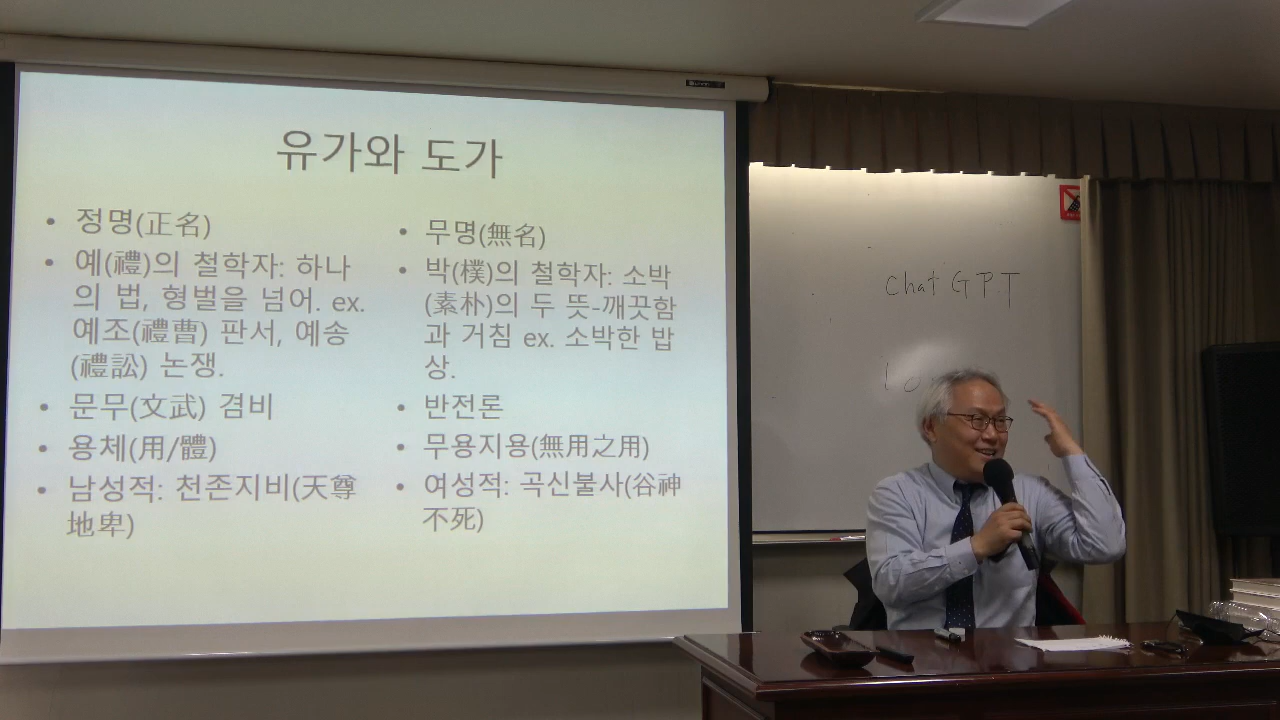 유가와 도가
• 정명(正名)
• 예(禮)의 철학자: 하나
의 법, 형벌을 넘어. ex.
예조(禮曹) 판서, 예송
(禮訟) 논쟁.
• 문무(文武) 겸비
• 용체(用/體)
• 남성적: 천존지비(天尊
地卑)
• 무명(無名)
• 박(樸)의 철학자: 소박
(素朴)의 두 뜻-깨끗함
과 거침 ex. 소박한 밥
상.
• 반전론
• 무용지용(無用之用)
• 여성적: 곡신불사(谷神
不死)
Chat GPT